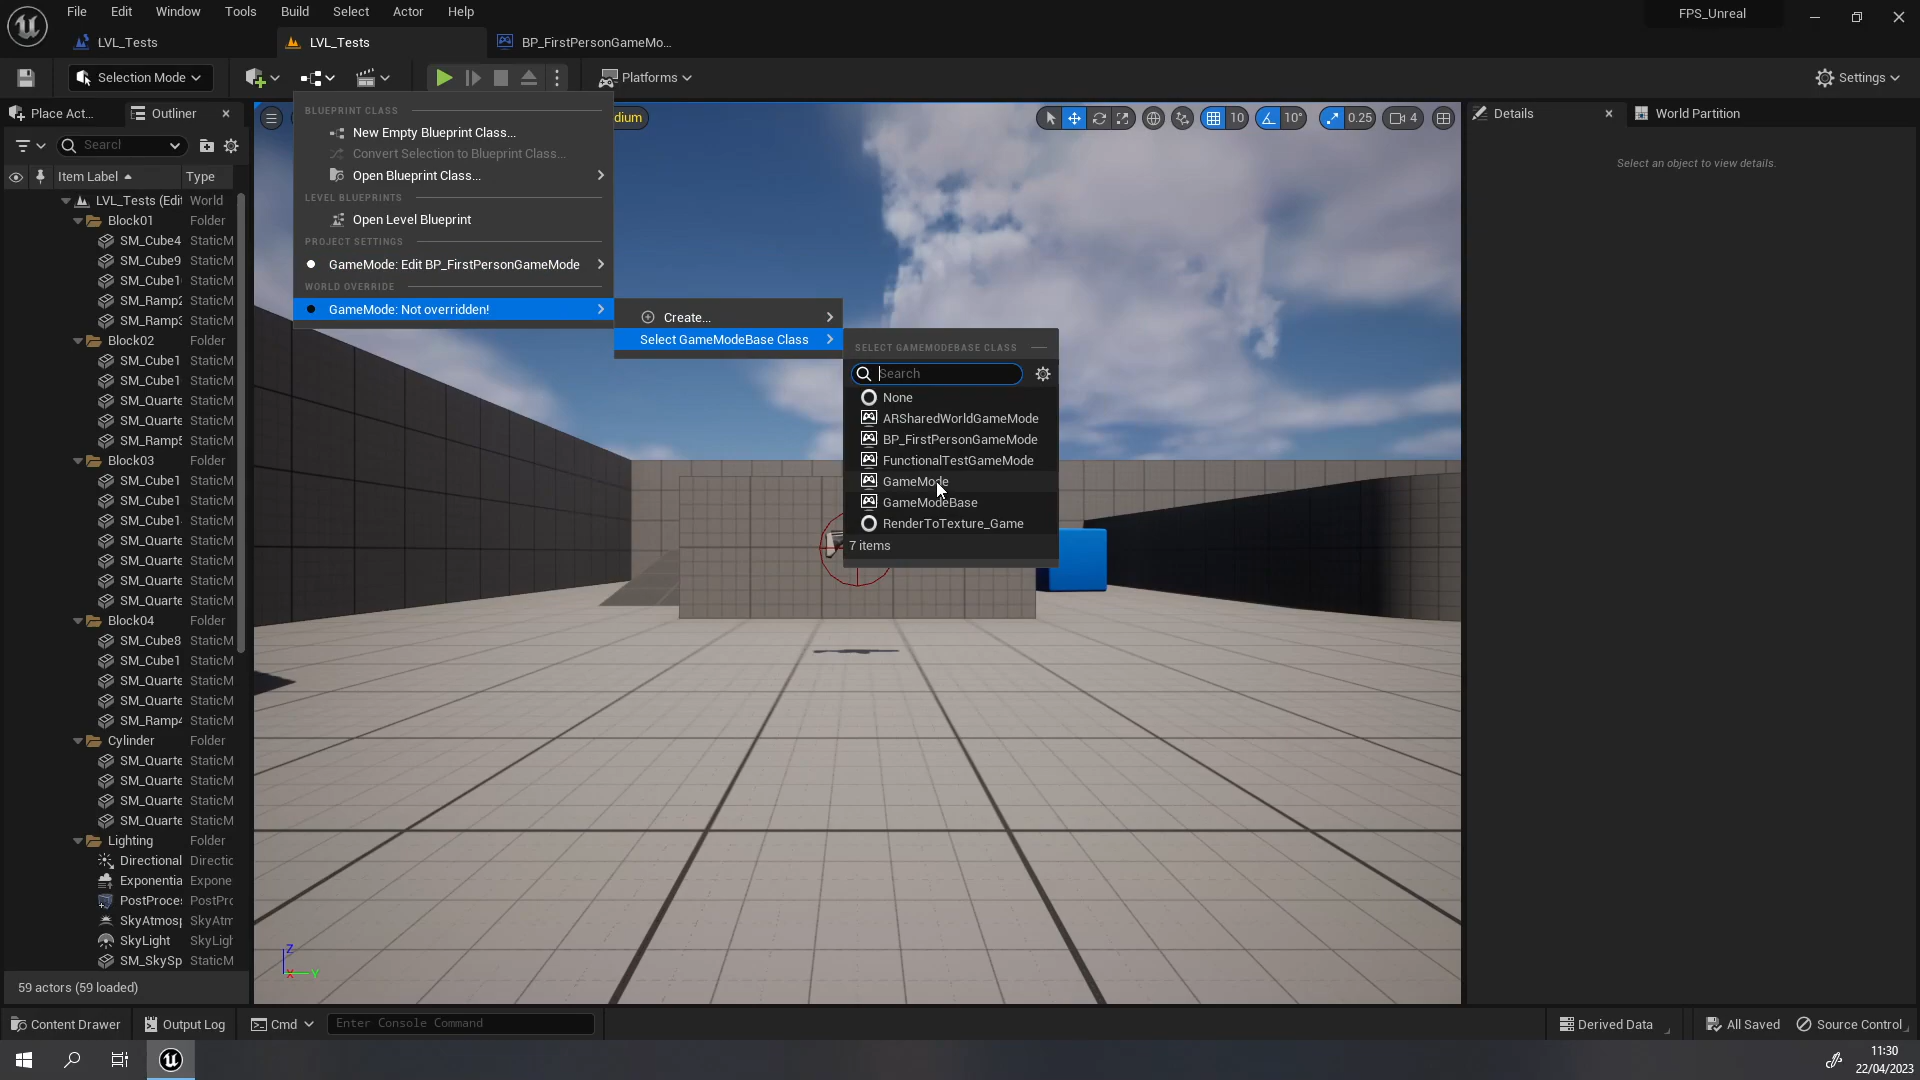 File Edit Window Tools Build Select Actor Help
FPS_Unreal
LVL_Tests
LVL_Tests
BP_FirstPersonGameMo...
Selection Mode
Platforms
Settings
Place Act...
Outliner
Search
Item Label
Type
LVL_Tests (Edit World
Block01 Folder
SM_Cube4 StaticM
SM_Cube9 StaticM
SM_Cube1 StaticM
SM_Ramp2 StaticM
SM_Ramp3 StaticM
Block02 Folder
SM_Cube1 StaticM
SM_Cube1 StaticM
SM_Quarte StaticM
SM_Quarte StaticM
SM_Ramp5 StaticM
Block03 Folder
SM_Cube1 StaticM
SM_Cube1 StaticM
SM_Cube1 StaticM
SM_Quarte StaticM
SM_Quarte StaticM
SM_Quarte StaticM
SM_Quarte StaticM
Block04 Folder
SM_Cube8 StaticM
SM_Cube1 StaticM
SM_Quarte StaticM
SM_Quarte StaticM
SM_Ramp4 StaticM
Cylinder Folder
SM_Quarte StaticM
SM_Quarte StaticM
SM_Quarte StaticM
SM_Quarte StaticM
Lighting Folder
Directional Directic
Exponentia Expone
PostProces PostPro
SkyAtmosp SkyAtm
SkyLight SkyLigh
SM_SkySp StaticM
59 actors (59 loaded)
BLUEPRINT CLASS
New Empty Blueprint Class...
Convert Selection to Blueprint Class...
Open Blueprint Class...
LEVEL BLUEPRINTS
Open Level Blueprint
PROJECT SETTINGS
GameMode: Edit BP_FirstPersonGameMode
WORLD OVERRIDE
GameMode: Not overridden!
Create...
Select GameModeBase Class
SELECT GAMEMODEBASE CLASS
Search
None
ARSharedWorldGameMode
BP_FirstPersonGameMode
FunctionalTestGameMode
GameMode
GameModeBase
RenderToTexture_Game
7 items
dium
10
10°
0.25
4
Z
X
Y
Details
World Partition
Select an object to view details.
Content Drawer
Output Log
Cmd
Enter Console Command
Derived Data
All Saved
Source Control
11:30
22/04/2023